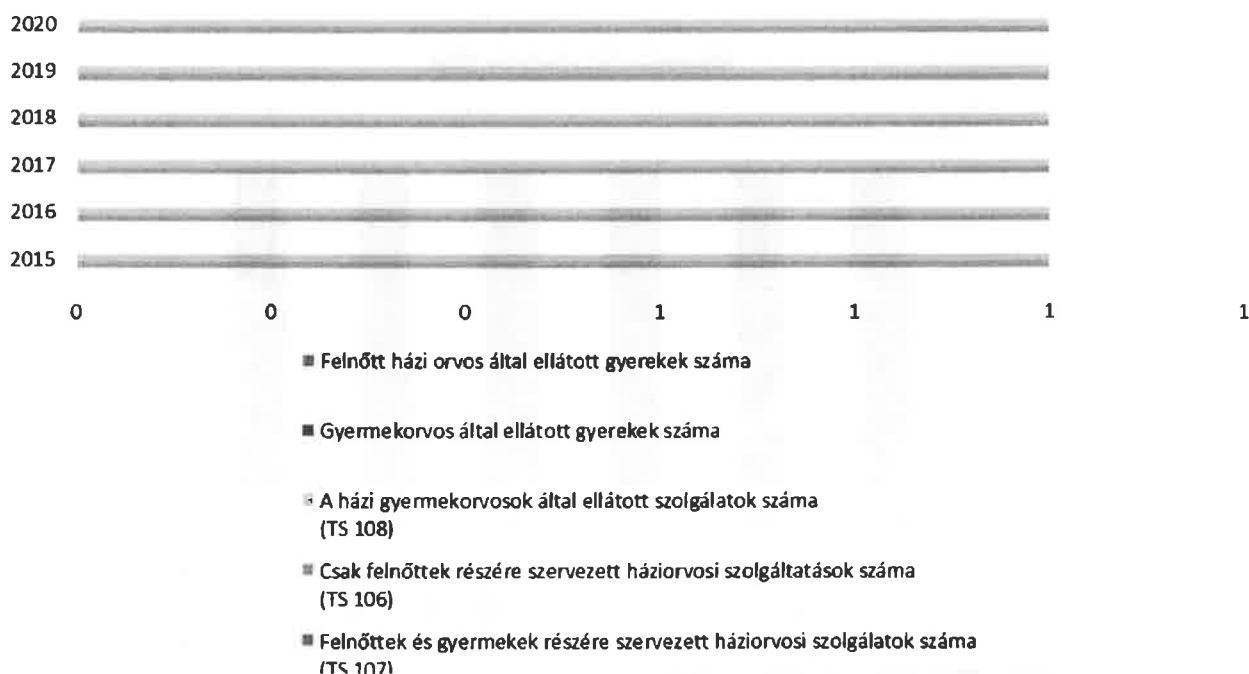 2020
2019
2018
2017
2016
2015
0 0 0 1 1 1 1
Felnőtt házi orvos által ellátott gyerekek száma
Gyermekorvos által ellátott gyerekek száma
A házi gyermekorvosok által ellátott szolgálatok száma
(TS 108)
Csak felnőttek részére szervezett háziorvosi szolgáltatások száma
(TS 106)
Felnőttek és gyermekek részére szervezett háziorvosi szolgálatok száma
(TS 107)